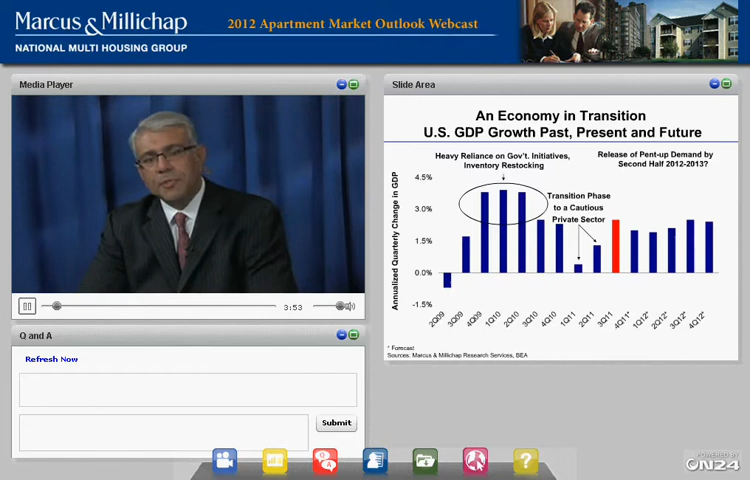 Marcus & Millichap
NATIONAL MULTI HOUSING GROUP
2012 Apartment Market Outlook Webcast
Media Player
3:53
Q and A
Refresh Now
Submit
Slide Area
An Economy in Transition
U.S. GDP Growth Past, Present and Future
Heavy Reliance on Gov't. Initiatives,
Inventory Restocking
Release of Pent-up Demand by
Second Half 2012-2013?
Transition Phase
to a Cautious
Private Sector
Annualized Quarterly Change in GDP
4.5%
3.0%
1.5%
0.0%
-1.5%
2Q09
3Q09
4Q09
1Q10
2Q10
3Q10
4Q10
1Q11
2Q11
3Q11
4Q11*
1Q12*
2Q12*
3Q12*
4Q12*
* Forecast
Sources: Marcus & Millichap Research Services, BEA
Q
A
?
POWERED BY
ON24